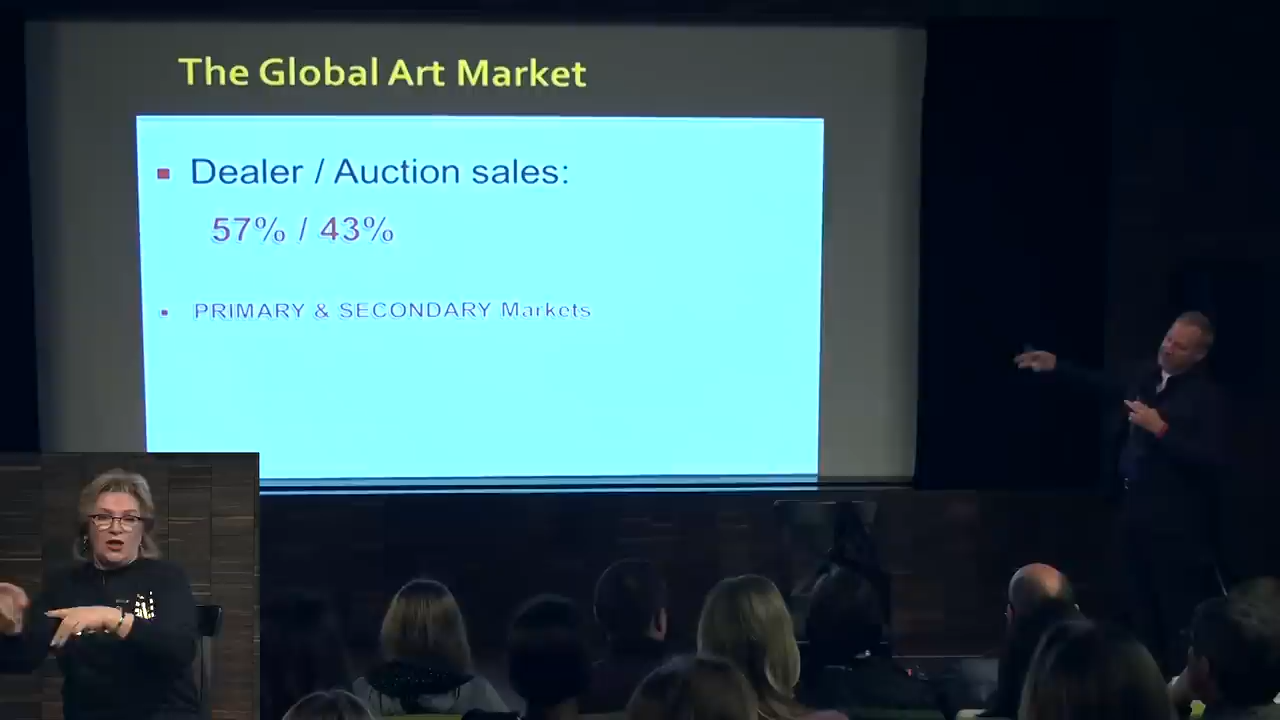 The Global Art Market
Dealer / Auction sales:
57% / 43%
PRIMARY & SECONDARY Markets